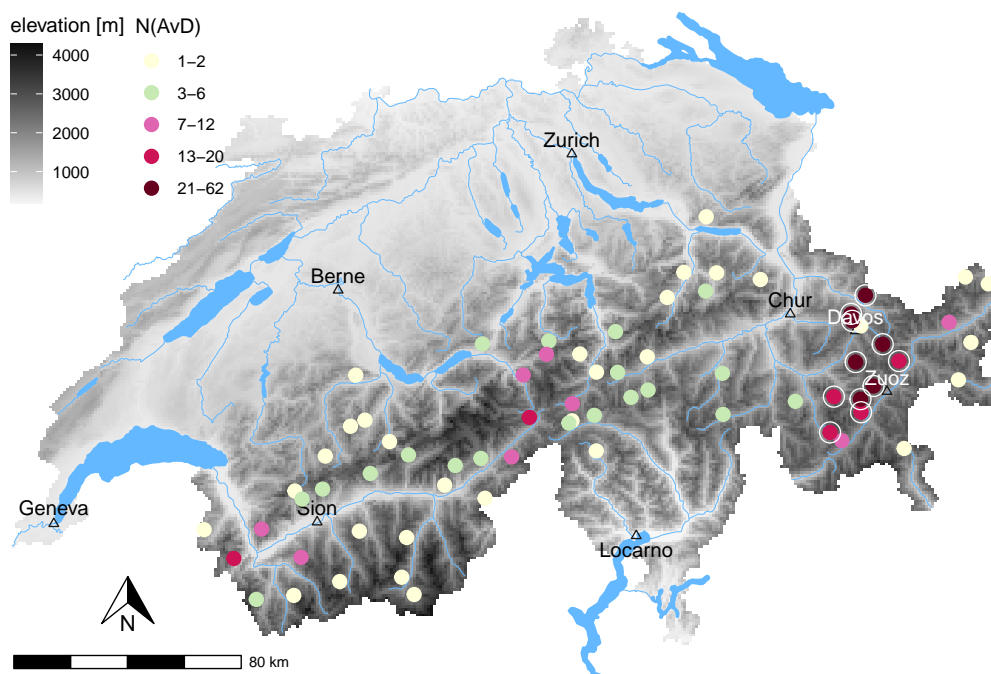 elevation [m] N(AvD)
4000
3000
2000
1000
1–2
3–6
7–12
13–20
21–62
Zurich
Berne
Chur
Davos
Zuoz
Geneva
Sion
Locarno
N
80 km